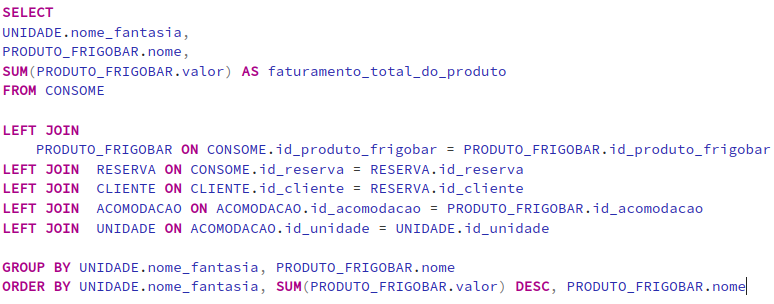 SELECT
UNIDADE.nome_fantasia,
PRODUTO_FRIGOBAR.nome,
SUM(PRODUTO_FRIGOBAR.valor) AS faturamento_total_do_produto
FROM CONSOME
LEFT JOIN
PRODUTO_FRIGOBAR ON CONSOME.id_produto_frigobar = PRODUTO_FRIGOBAR.id_produto_frigobar
LEFT JOIN RESERVA ON CONSOME.id_reserva = RESERVA.id_reserva
LEFT JOIN CLIENTE ON CLIENTE.id_cliente = RESERVA.id_cliente
LEFT JOIN ACOMODACAO ON ACOMODACAO.id_acomodacao = PRODUTO_FRIGOBAR.id_acomodacao
LEFT JOIN UNIDADE ON ACOMODACAO.id_unidade = UNIDADE.id_unidade
GROUP BY UNIDADE.nome_fantasia, PRODUTO_FRIGOBAR.nome
ORDER BY UNIDADE.nome_fantasia, SUM(PRODUTO_FRIGOBAR.valor) DESC, PRODUTO_FRIGOBAR.nome